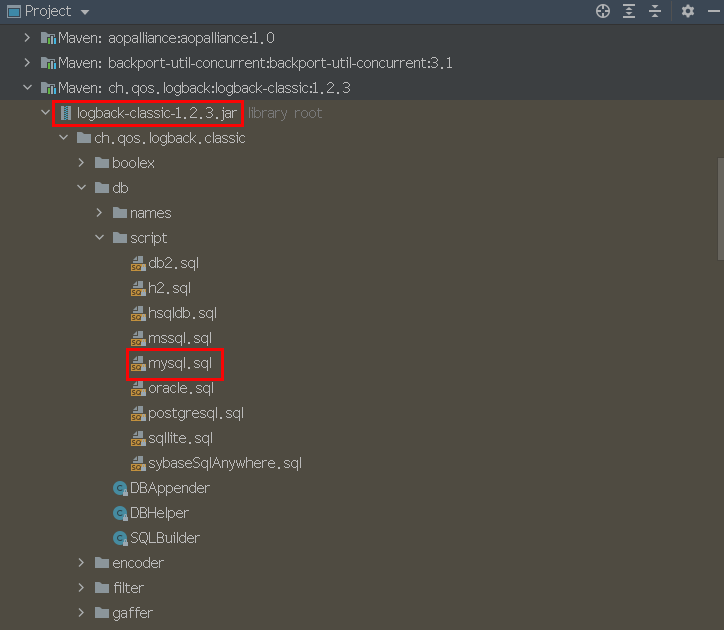 Project
Maven: aopalliance:aopalliance:1.0
Maven: backport-util-concurrent:backport-util-concurrent:3.1
Maven: ch.qos.logback:logback-classic:1.2.3
logback-classic-1.2.3.jar library root
ch.qos.logback.classic
boolex
db
names
script
db2.sql
h2.sql
hsqldb.sql
mssql.sql
mysql.sql
oracle.sql
postgresql.sql
sqllite.sql
sybaseSqlAnywhere.sql
DBAppender
DBHelper
SQLBuilder
encoder
filter
gaffer